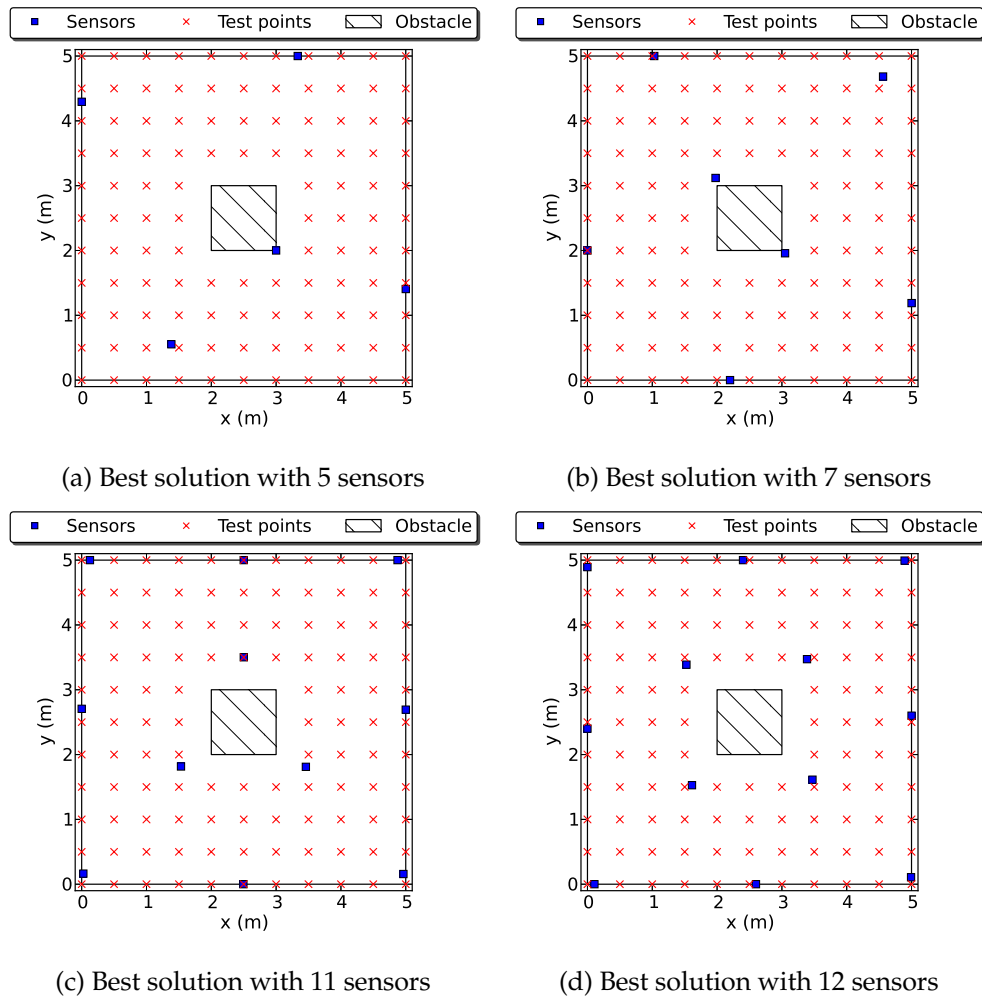 Sensors Test points Obstacle
Sensors Test points Obstacle
5
4
3
2
1
0
y (m)
0 1 2 3 4 5
x (m)
5
4
3
2
1
0
y (m)
0 1 2 3 4 5
x (m)
(a) Best solution with 5 sensors
(b) Best solution with 7 sensors
Sensors Test points Obstacle
Sensors Test points Obstacle
5
4
3
2
1
0
y (m)
0 1 2 3 4 5
x (m)
5
4
3
2
1
0
y (m)
0 1 2 3 4 5
x (m)
(c) Best solution with 11 sensors
(d) Best solution with 12 sensors